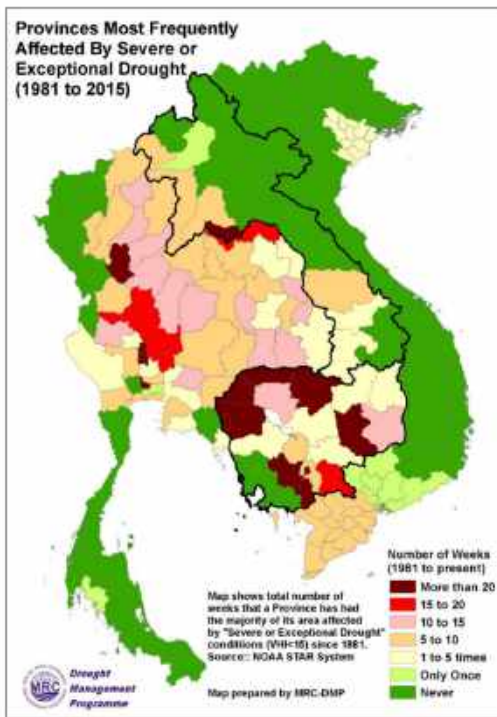 Provinces Most Frequently
Affected By Severe or
Exceptional Drought
(1981 to 2015)
Number of Weeks
(1981 to present)
More than 20
15 to 20
10 to 15
5 to 10
1 to 5 times
Only Once
Never
Map shows total number of
weeks that a Province has had
the majority of its area affected
by "Severe or Exceptional Drought"
conditions (VHI<15) since 1981.
Source:: NOAA STAR System
Map prepared by MRC-DMP
MRC
Drought
Management
Programme